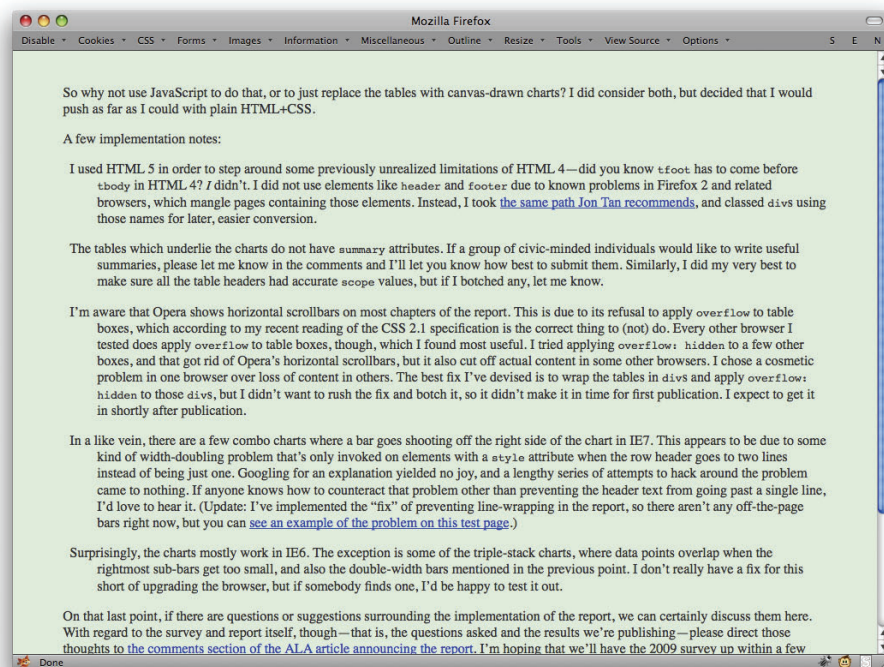 Mozilla Firefox
Disable Cookies CSS Forms Images Information Miscellaneous Outline Resize Tools View Source Options S E N
So why not use JavaScript to do that, or to just replace the tables with canvas-drawn charts? I did consider both, but decided that I would
push as far as I could with plain HTML+CSS.
A few implementation notes:
I used HTML 5 in order to step around some previously unrealized limitations of HTML 4—did you know tfoot has to come before
tbody in HTML 4? I didn't. I did not use elements like header and footer due to known problems in Firefox 2 and related
browsers, which mangle pages containing those elements. Instead, I took the same path Jon Tan recommends, and classed divs using
those names for later, easier conversion.
The tables which underlie the charts do not have summary attributes. If a group of civic-minded individuals would like to write useful
summaries, please let me know in the comments and I'll let you know how best to submit them. Similarly, I did my very best to
make sure all the table headers had accurate scope values, but if I botched any, let me know.
I'm aware that Opera shows horizontal scrollbars on most chapters of the report. This is due to its refusal to apply overflow to table
boxes, which according to my recent reading of the CSS 2.1 specification is the correct thing to (not) do. Every other browser I
tested does apply overflow to table boxes, though, which I found most useful. I tried applying overflow: hidden to a few other
boxes, and that got rid of Opera's horizontal scrollbars, but it also cut off actual content in some other browsers. I chose a cosmetic
problem in one browser over loss of content in others. The best fix I've devised is to wrap the tables in divs and apply overflow:
hidden to those divs, but I didn't want to rush the fix and botch it, so it didn't make it in time for first publication. I expect to get it
in shortly after publication.
In a like vein, there are a few combo charts where a bar goes shooting off the right side of the chart in IE7. This appears to be due to some
kind of width-doubling problem that's only invoked on elements with a style attribute when the row header goes to two lines
instead of being just one. Googling for an explanation yielded no joy, and a lengthy series of attempts to hack around the problem
came to nothing. If anyone knows how to counteract that problem other than preventing the header text from going past a single line,
I'd love to hear it. (Update: I've implemented the "fix" of preventing line-wrapping in the report, so there aren't any off-the-page
bars right now, but you can see an example of the problem on this test page.)
Surprisingly, the charts mostly work in IE6. The exception is some of the triple-stack charts, where data points overlap when the
rightmost sub-bars get too small, and also the double-width bars mentioned in the previous point. I don't really have a fix for this
short of upgrading the browser, but if somebody finds one, I'd be happy to test it out.
On that last point, if there are questions or suggestions surrounding the implementation of the report, we can certainly discuss them here.
With regard to the survey and report itself, though—that is, the questions asked and the results we're publishing—please direct those
thoughts to the comments section of the ALA article announcing the report. I'm hoping that we'll have the 2009 survey up within a few
Done